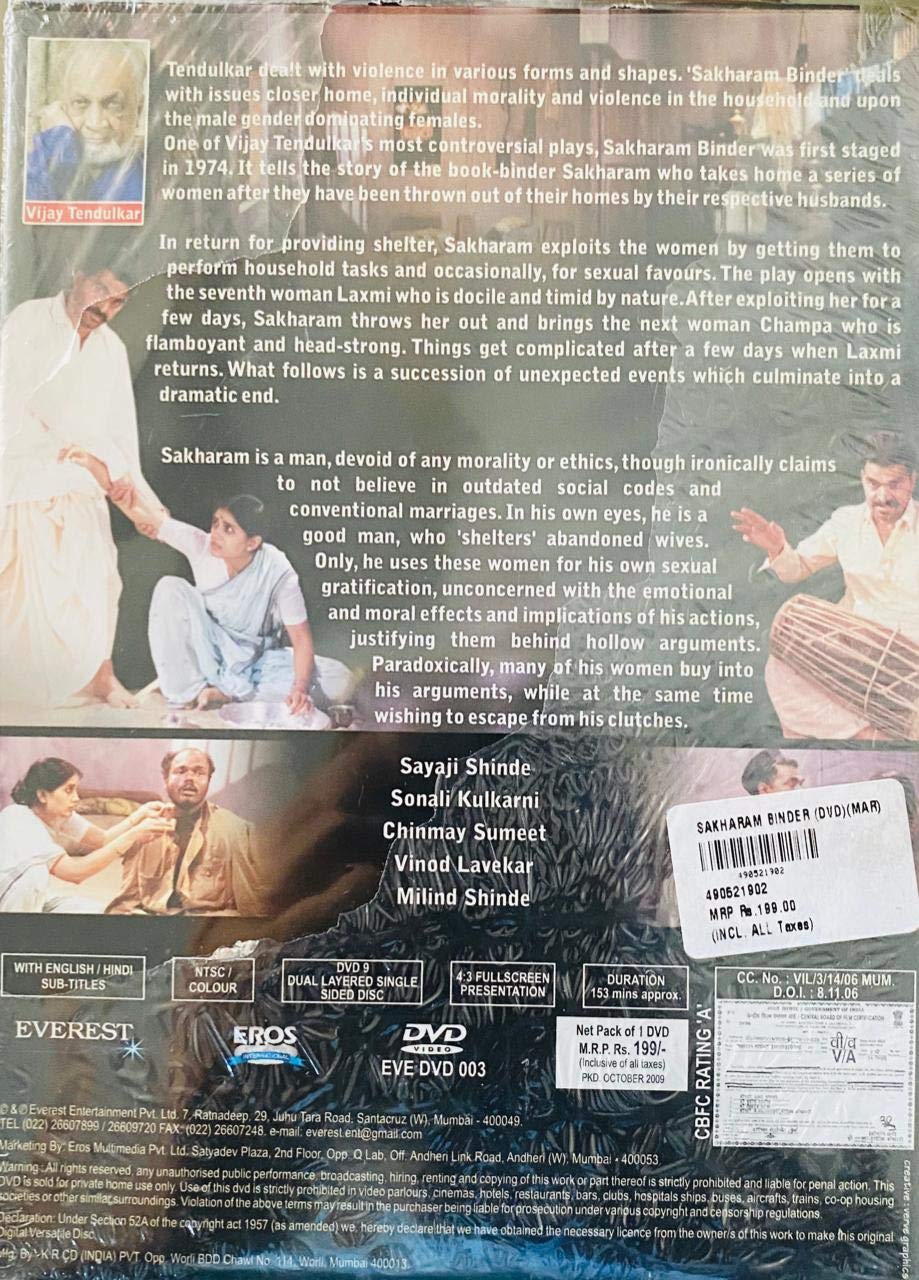 Tendulkar dealt with violence in various forms and shapes. 'Sakharam Binder' deals
with issues closer home, individual morality and violence in the household and upon
the male gender dominating females.
One of Vijay Tendulkar's most controversial plays, Sakharam Binder was first staged
in 1974. It tells the story of the book-binder Sakharam who takes home a series of
women after they have been thrown out of their homes by their respective husbands.
Vijay Tendulkar
In return for providing shelter, Sakharam exploits the women by getting them to
perform household tasks and occasionally, for sexual favours. The play opens with
the seventh woman Laxmi who is docile and timid by nature. After exploiting her for a
few days, Sakharam throws her out and brings the next woman Champa who is
flamboyant and head-strong. Things get complicated after a few days when Laxmi
returns. What follows is a succession of unexpected events which culminate into a
dramatic end.
Sakharam is a man, devoid of any morality or ethics, though ironically claims
to not believe in outdated social codes and
conventional marriages. In his own eyes, he is a
good man, who 'shelters' abandoned wives.
Only, he uses these women for his own sexual
gratification, unconcerned with the emotional
and moral effects and implications of his actions,
justifying them behind hollow arguments.
Paradoxically, many of his women buy into
his arguments, while at the same time
wishing to escape from his clutches.
Sayaji Shinde
Sonali Kulkarni
Chinmay Sumeet
Vinod Lavekar
Milind Shinde
SAKHARAM BINDER (DVD)(MAR)
490521902
490521902
MRP Rs.199.00
(INCL. ALL Taxes)
WITH ENGLISH / HINDI
SUB-TITLES
NTSC /
COLOUR
DVD 9
DUAL LAYERED SINGLE
SIDED DISC
4:3 FULLSCREEN
PRESENTATION
DURATION
153 mins approx.
CC. No. : VIL/3/14/06 MUM.
D.O.I. : 8.11.06
EVEREST
EROS
INTERNATIONAL
DVD
VIDEO
EVE DVD 003
Net Pack of 1 DVD
M.R.P. Rs. 199/-
(Inclusive of all taxes)
PKD. OCTOBER 2009
CBFC RATING 'A'
व/व
V/A
© & ℗ Everest Entertainment Pvt. Ltd. 7, Ratnadeep, 29, Juhu Tara Road, Santacruz (W), Mumbai - 400049.
TEL (022) 26607899 / 26609720 FAX: (022) 26607248. e-mail: everest.ent@gmail.com
Marketing By: Eros Multimedia Pvt. Ltd. Satyadev Plaza, 2nd Floor, Opp. Q Lab, Off. Andheri Link Road, Andheri (W), Mumbai - 400053
Warning: All rights reserved, any unauthorised public performance, broadcasting, hiring, renting and copying of this work or part thereof is strictly prohibited and liable for penal action. This
DVD is sold for private home use only. Use of this dvd is strictly prohibited in video parlours, cinemas, hotels, restaurants, bars, clubs, hospitals ships, buses, aircrafts, trains, co-op housing
societies or other similar surroundings. Violation of the above terms may result in the purchaser being liable for prosecution under various copyright and censorship regulations.
Declaration: Under Section 52A of the copyright act 1957 (as amended) we, hereby declare that we have obtained the necessary licence from the owner/s of this work to make this original
Digital Versatile Disc
Mfg. By:- K R CD (INDIA) PVT. Opp. Worli BDD Chawl No. 114, Worli, Mumbai 400013.
creative verve graphics